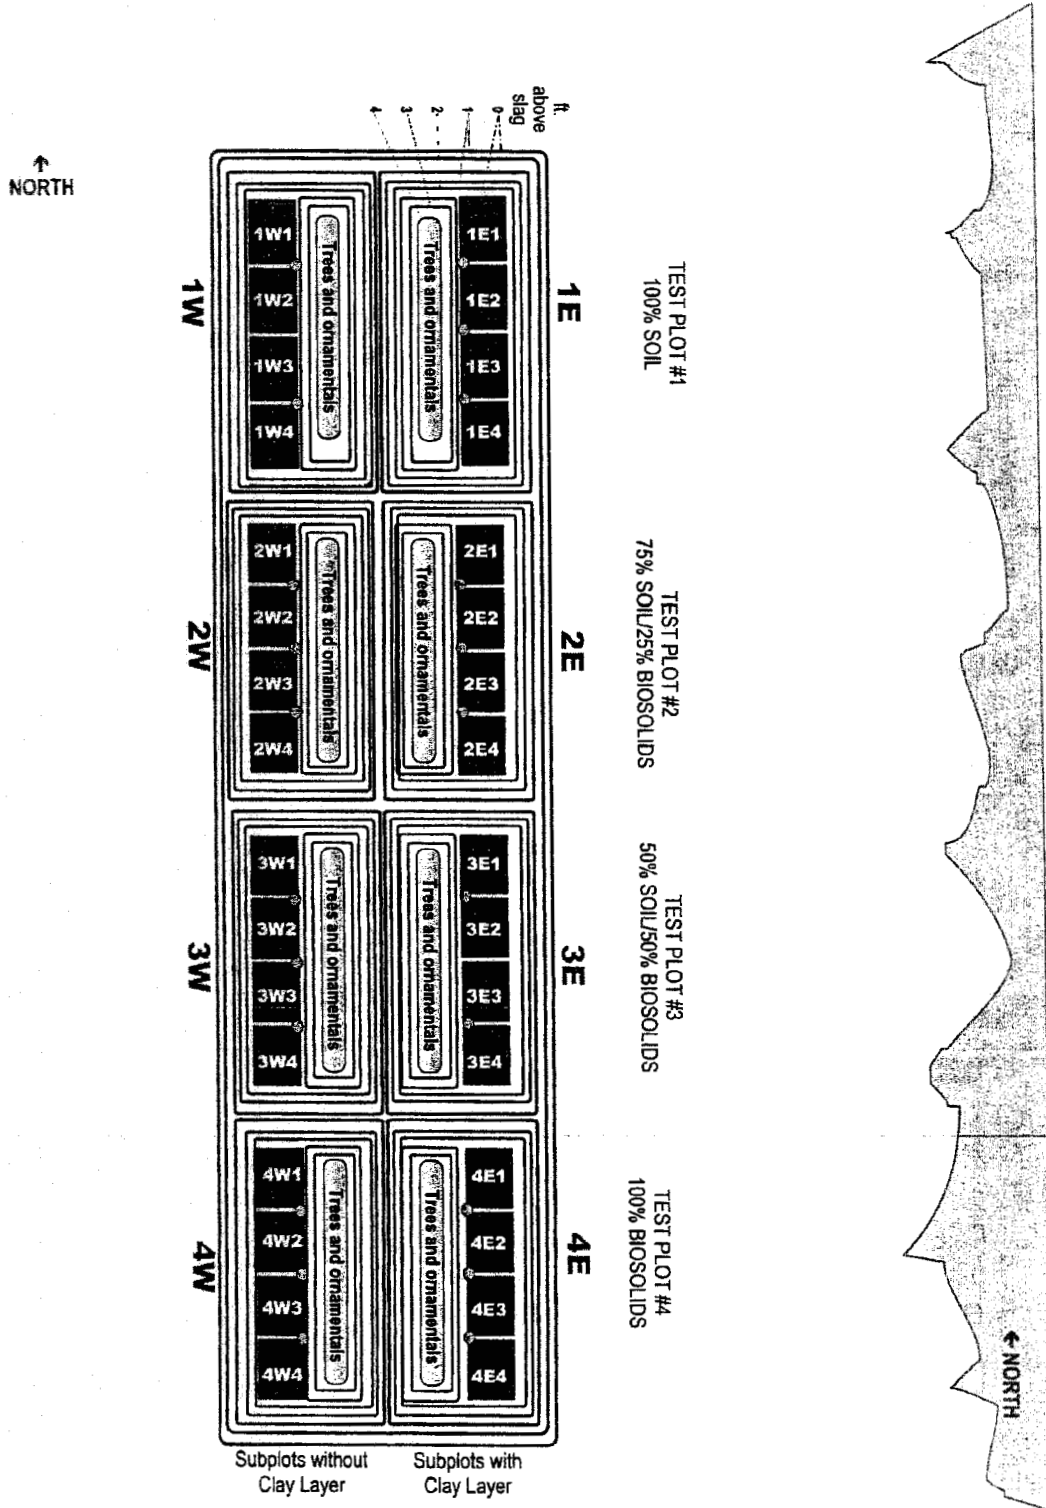 ft.
above
slag
0
1
2
3
4
↑
NORTH
1W1
1W2
1W3
1W4
Trees and ornamentals
Trees and ornamentals
1E1
1E2
1E3
1E4
1W
1E
TEST PLOT #1
100% SOIL
2W1
2W2
2W3
2W4
Trees and ornamentals
Trees and ornamentals
2E1
2E2
2E3
2E4
2W
2E
TEST PLOT #2
75% SOIL/25% BIOSOLIDS
3W1
3W2
3W3
3W4
Trees and ornamentals
Trees and ornamentals
3E1
3E2
3E3
3E4
3W
3E
TEST PLOT #3
50% SOIL/50% BIOSOLIDS
4W1
4W2
4W3
4W4
Trees and ornamentals
Trees and ornamentals
4E1
4E2
4E3
4E4
4W
4E
TEST PLOT #4
100% BIOSOLIDS
← NORTH
Subplots without
Clay Layer
Subplots with
Clay Layer